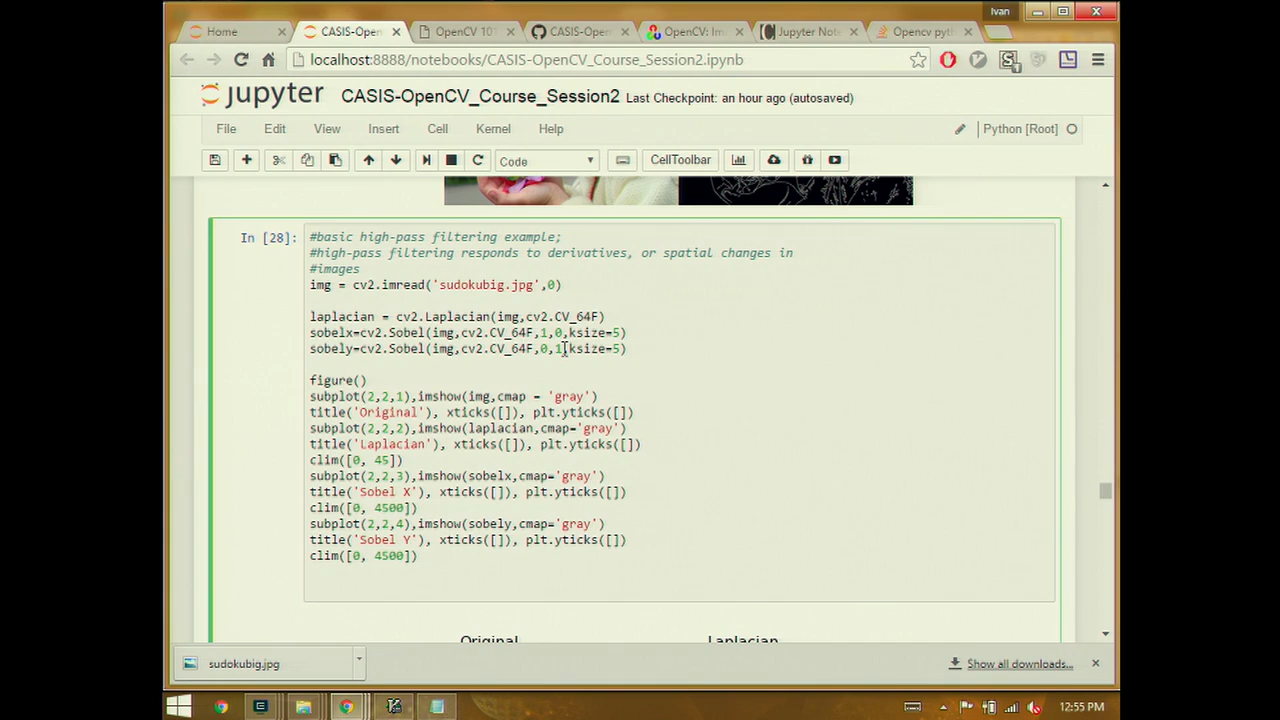 Ivan
Home
CASIS-Open
OpenCV 101
CASIS-Open
OpenCV: Im
Jupyter Not
Opencv pyth
localhost:8889/notebooks/CASIS-OpenCV_Course_Session2.ipynb
jupyter CASIS-OpenCV_Course_Session2 Last Checkpoint: an hour ago (autosaved)
File Edit View Insert Cell Kernel Help Python [Root]
Code CellToolbar
In [28]:
#basic high-pass filtering example;
#high-pass filtering responds to derivatives, or spatial changes in
#images
img = cv2.imread('sudokubig.jpg',0)
laplacian = cv2.Laplacian(img,cv2.CV_64F)
sobelx=cv2.Sobel(img,cv2.CV_64F,1,0,ksize=5)
sobely=cv2.Sobel(img,cv2.CV_64F,0,1,ksize=5)
figure()
subplot(2,2,1),imshow(img,cmap = 'gray')
title('Original'), xticks([]), plt.yticks([])
subplot(2,2,2),imshow(laplacian,cmap='gray')
title('Laplacian'), xticks([]), plt.yticks([])
clim([0, 45])
subplot(2,2,3),imshow(sobelx,cmap='gray')
title('Sobel X'), xticks([]), plt.yticks([])
clim([0, 4500])
subplot(2,2,4),imshow(sobely,cmap='gray')
title('Sobel Y'), xticks([]), plt.yticks([])
clim([0, 4500])
Original Laplacian
sudokubig.jpg Show all downloads...
12:55 PM